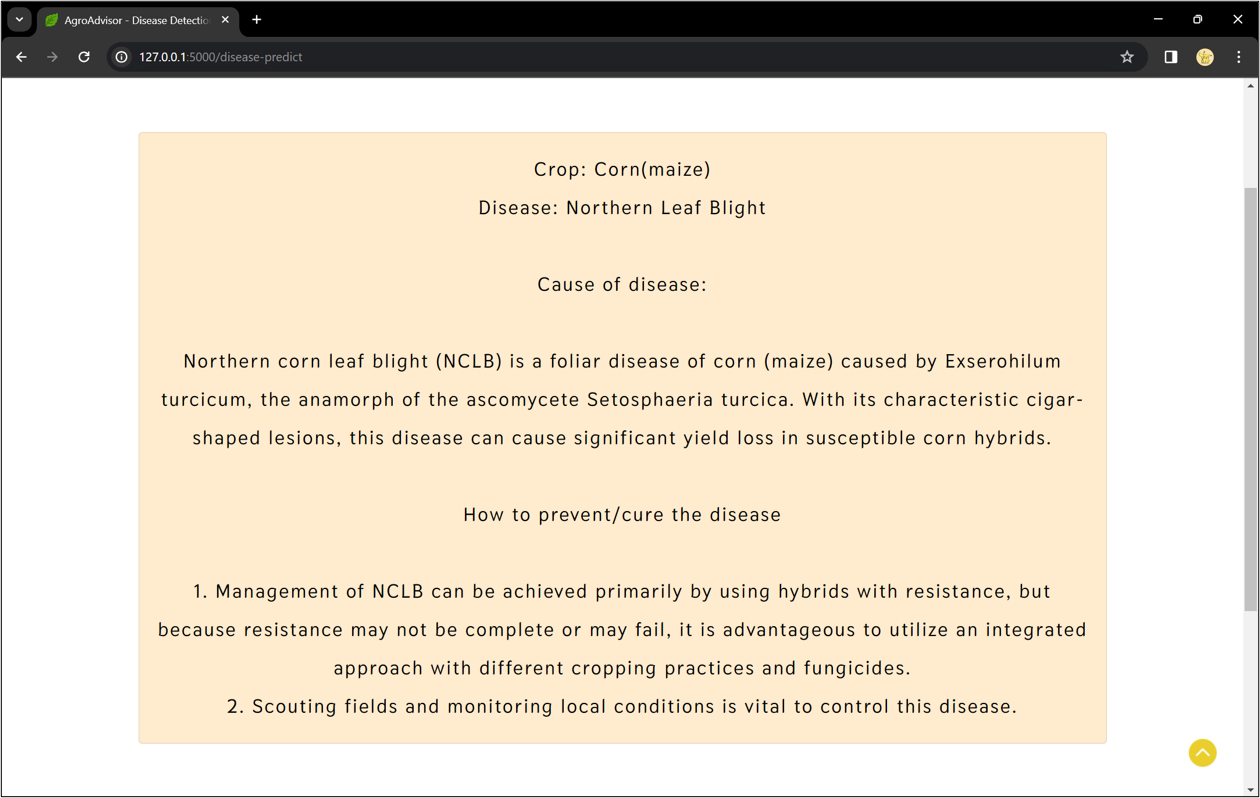 AgroAdvisor - Disease Detectio
127.0.0.1:5000/disease-predict
Crop: Corn(maize)
Disease: Northern Leaf Blight
Cause of disease:
Northern corn leaf blight (NCLB) is a foliar disease of corn (maize) caused by Exserohilum
turcicum, the anamorph of the ascomycete Setosphaeria turcica. With its characteristic cigar-
shaped lesions, this disease can cause significant yield loss in susceptible corn hybrids.
How to prevent/cure the disease
1. Management of NCLB can be achieved primarily by using hybrids with resistance, but
because resistance may not be complete or may fail, it is advantageous to utilize an integrated
approach with different cropping practices and fungicides.
2. Scouting fields and monitoring local conditions is vital to control this disease.